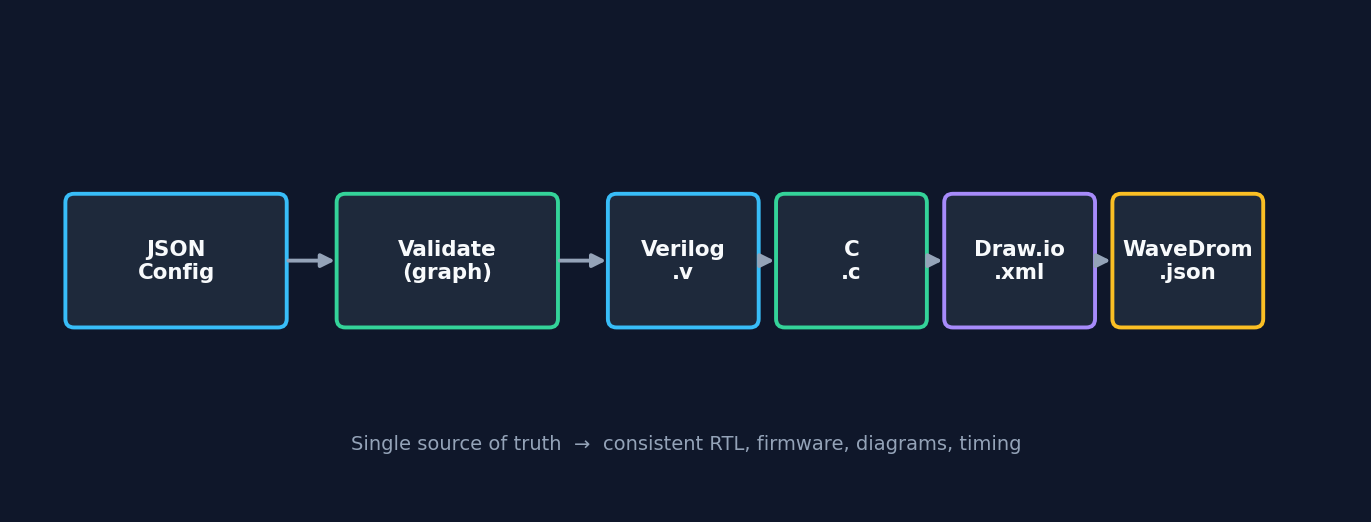 JSON
Config
Validate
(graph)
Verilog
.v
C
.c
Draw.io
.xml
WaveDrom
.json
Single source of truth → consistent RTL, firmware, diagrams, timing